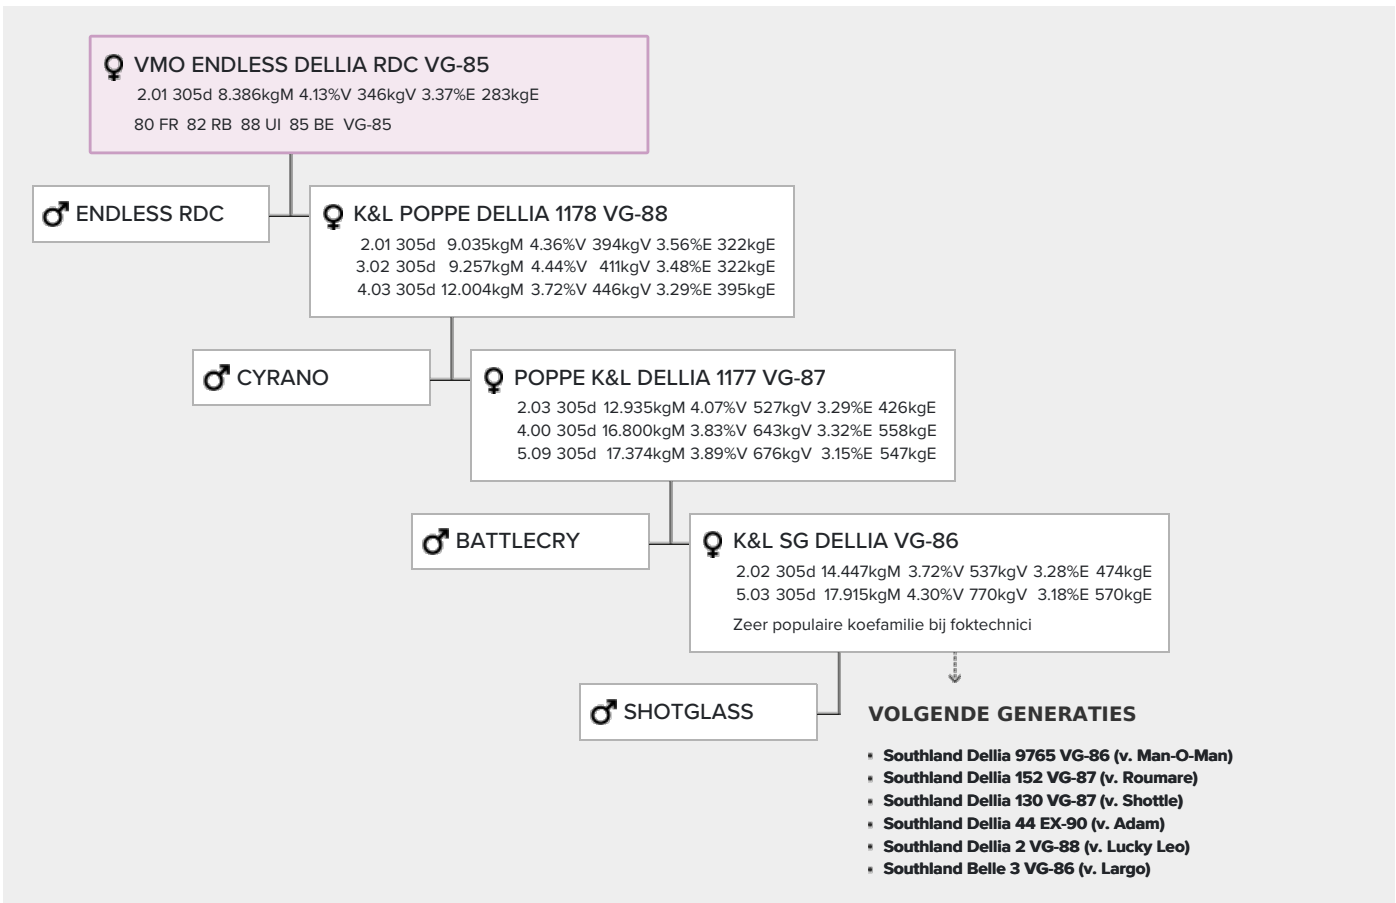 VMO ENDLESS DELLIA RDC VG-85
2.01 305d 8.386kgM 4.13%V 346kgV 3.37%E 283kgE
80 FR 82 RB 88 UI 85 BE VG-85
ENDLESS RDC
K&L POPPE DELLIA 1178 VG-88
2.01 305d 9.035kgM 4.36%V 394kgV 3.56%E 322kgE
3.02 305d 9.257kgM 4.44%V 411kgV 3.48%E 322kgE
4.03 305d 12.004kgM 3.72%V 446kgV 3.29%E 395kgE
CYRANO
POPPE K&L DELLIA 1177 VG-87
2.03 305d 12.935kgM 4.07%V 527kgV 3.29%E 426kgE
4.00 305d 16.800kgM 3.83%V 643kgV 3.32%E 558kgE
5.09 305d 17.374kgM 3.89%V 676kgV 3.15%E 547kgE
BATTLECRY
K&L SG DELLIA VG-86
2.02 305d 14.447kgM 3.72%V 537kgV 3.28%E 474kgE
5.03 305d 17.915kgM 4.30%V 770kgV 3.18%E 570kgE
Zeer populaire koefamilie bij foktechnici
SHOTGLASS
VOLGENDE GENERATIES
▪ Southland Dellia 9765 VG-86 (v. Man-O-Man)
▪ Southland Dellia 152 VG-87 (v. Roumare)
▪ Southland Dellia 130 VG-87 (v. Shottle)
▪ Southland Dellia 44 EX-90 (v. Adam)
▪ Southland Dellia 2 VG-88 (v. Lucky Leo)
▪ Southland Belle 3 VG-86 (v. Largo)